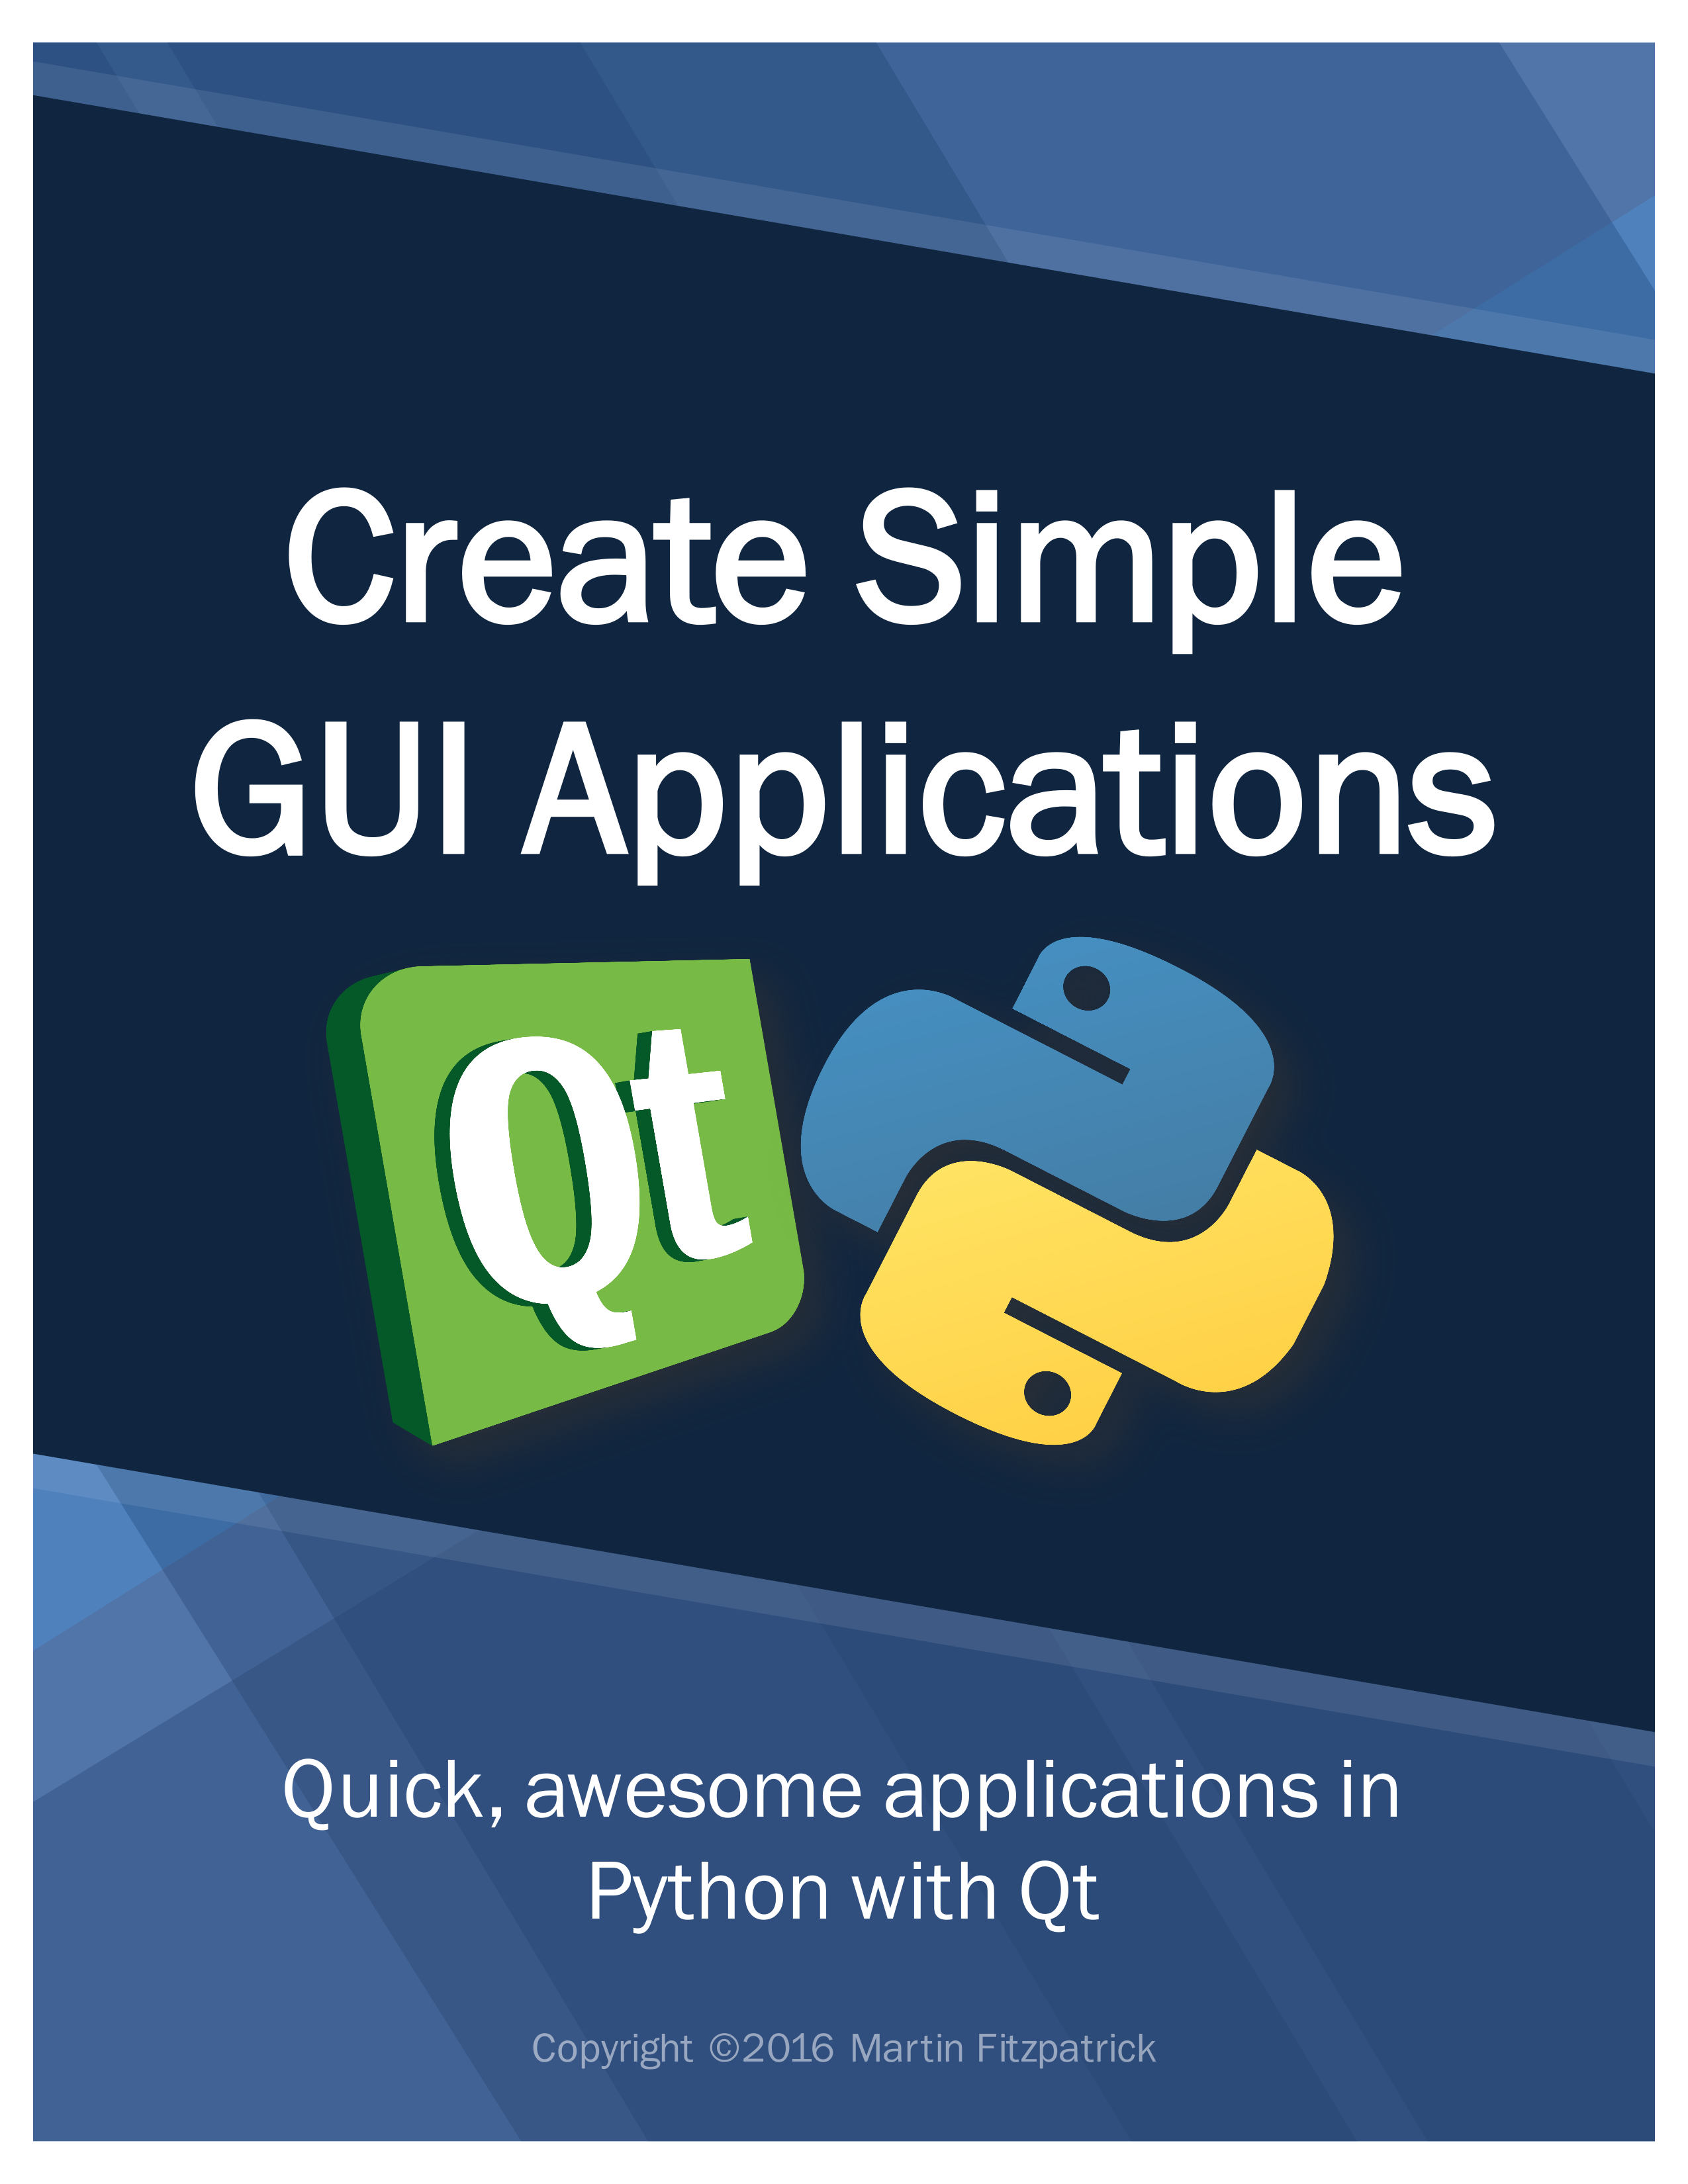 Create Simple
GUI Applications
Qt
Quick, awesome applications in
Python with Qt
Copyright ©2016 Martin Fitzpatrick